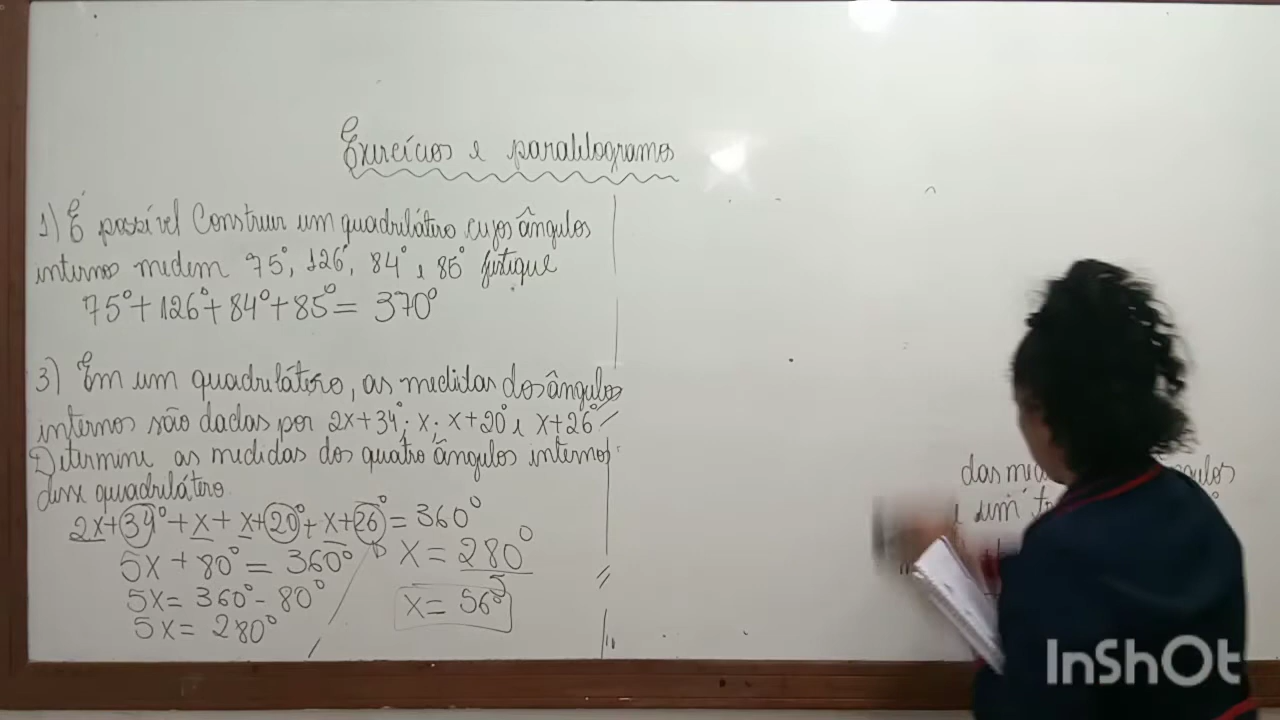 Exercícios e paralelogramos
1) É possível Construir um quadrilátero cujos ângulos
internos medem 75°, 126°, 84° e 85° justique
75° + 126° + 84° + 85° = 370°
3) Em um quadrilátero, as medidas dos ângulos
internos são dadas por 2x+34°; x; x+20° e x+26°
Determine as medidas dos quatro ângulos internos
desse quadrilátero.
2x+34° + x + x+20° + x+26° = 360°
5x + 80° = 360°
5x = 360° - 80°
5x = 280°
x = 280°
5
x = 56°
das
um
InShOt